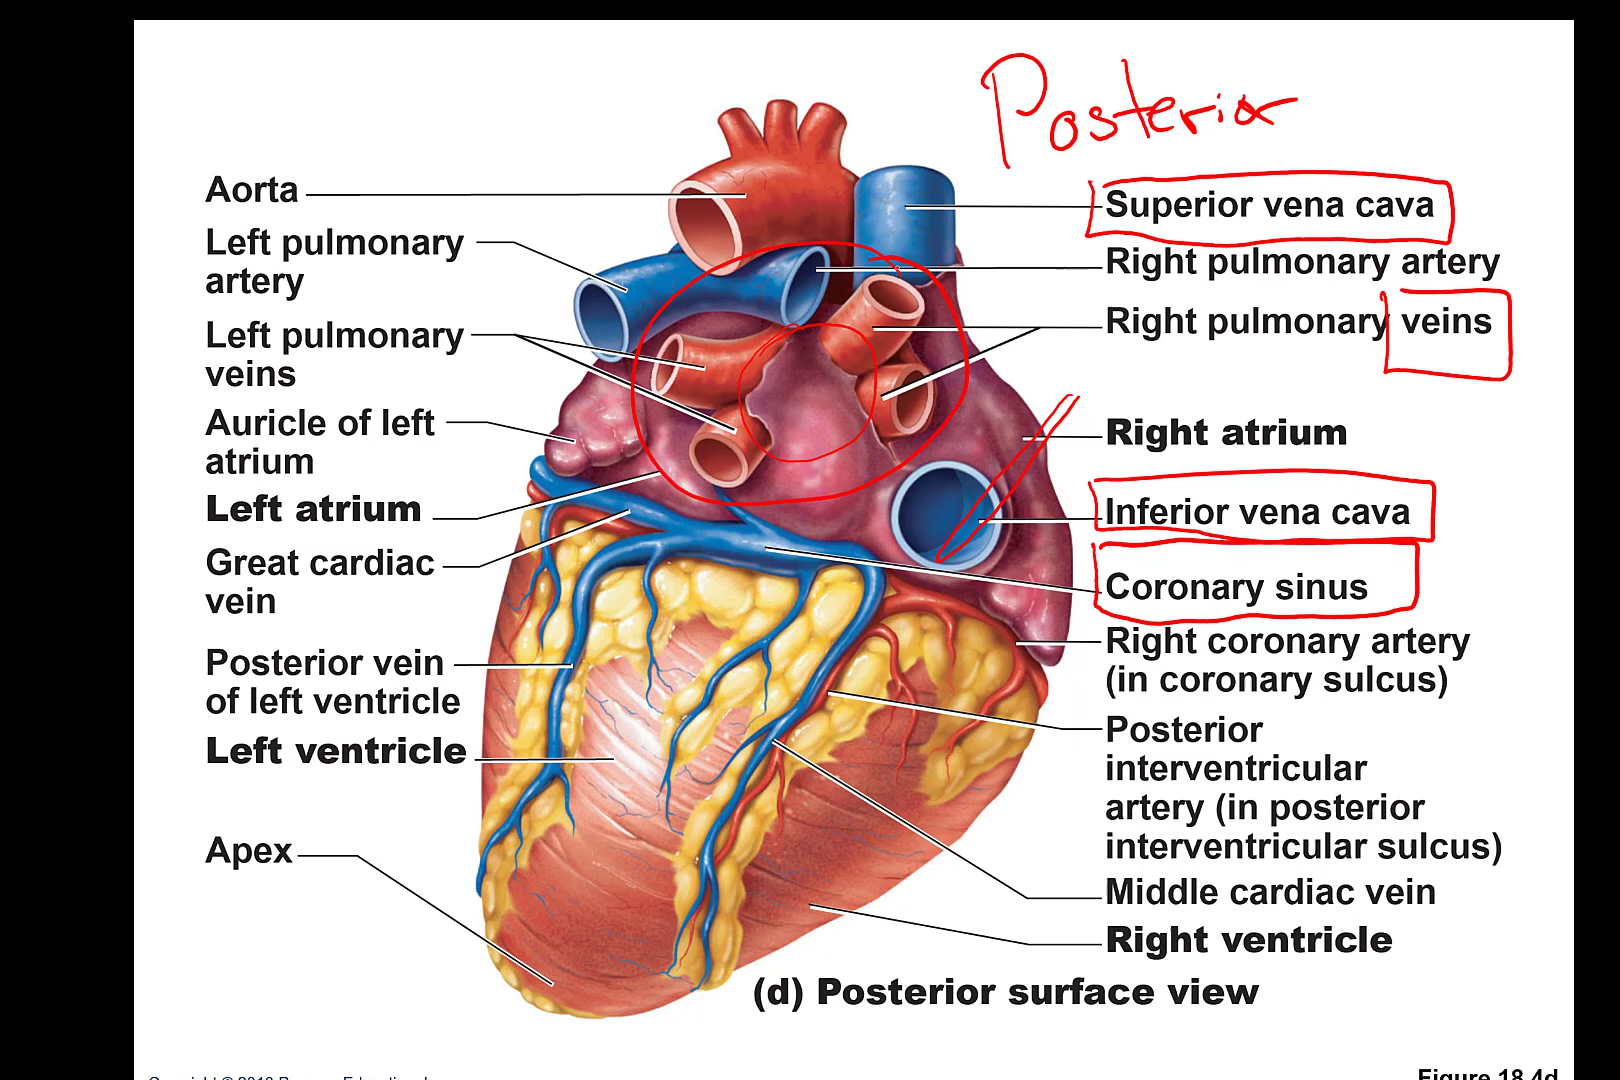 Posterior
Aorta
Left pulmonary
artery
Left pulmonary
veins
Auricle of left
atrium
Left atrium
Great cardiac
vein
Posterior vein
of left ventricle
Left ventricle
Apex
Superior vena cava
Right pulmonary artery
Right pulmonary veins
Right atrium
Inferior vena cava
Coronary sinus
Right coronary artery
(in coronary sulcus)
Posterior
interventricular
artery (in posterior
interventricular sulcus)
Middle cardiac vein
Right ventricle
(d) Posterior surface view
Figure 18.4d